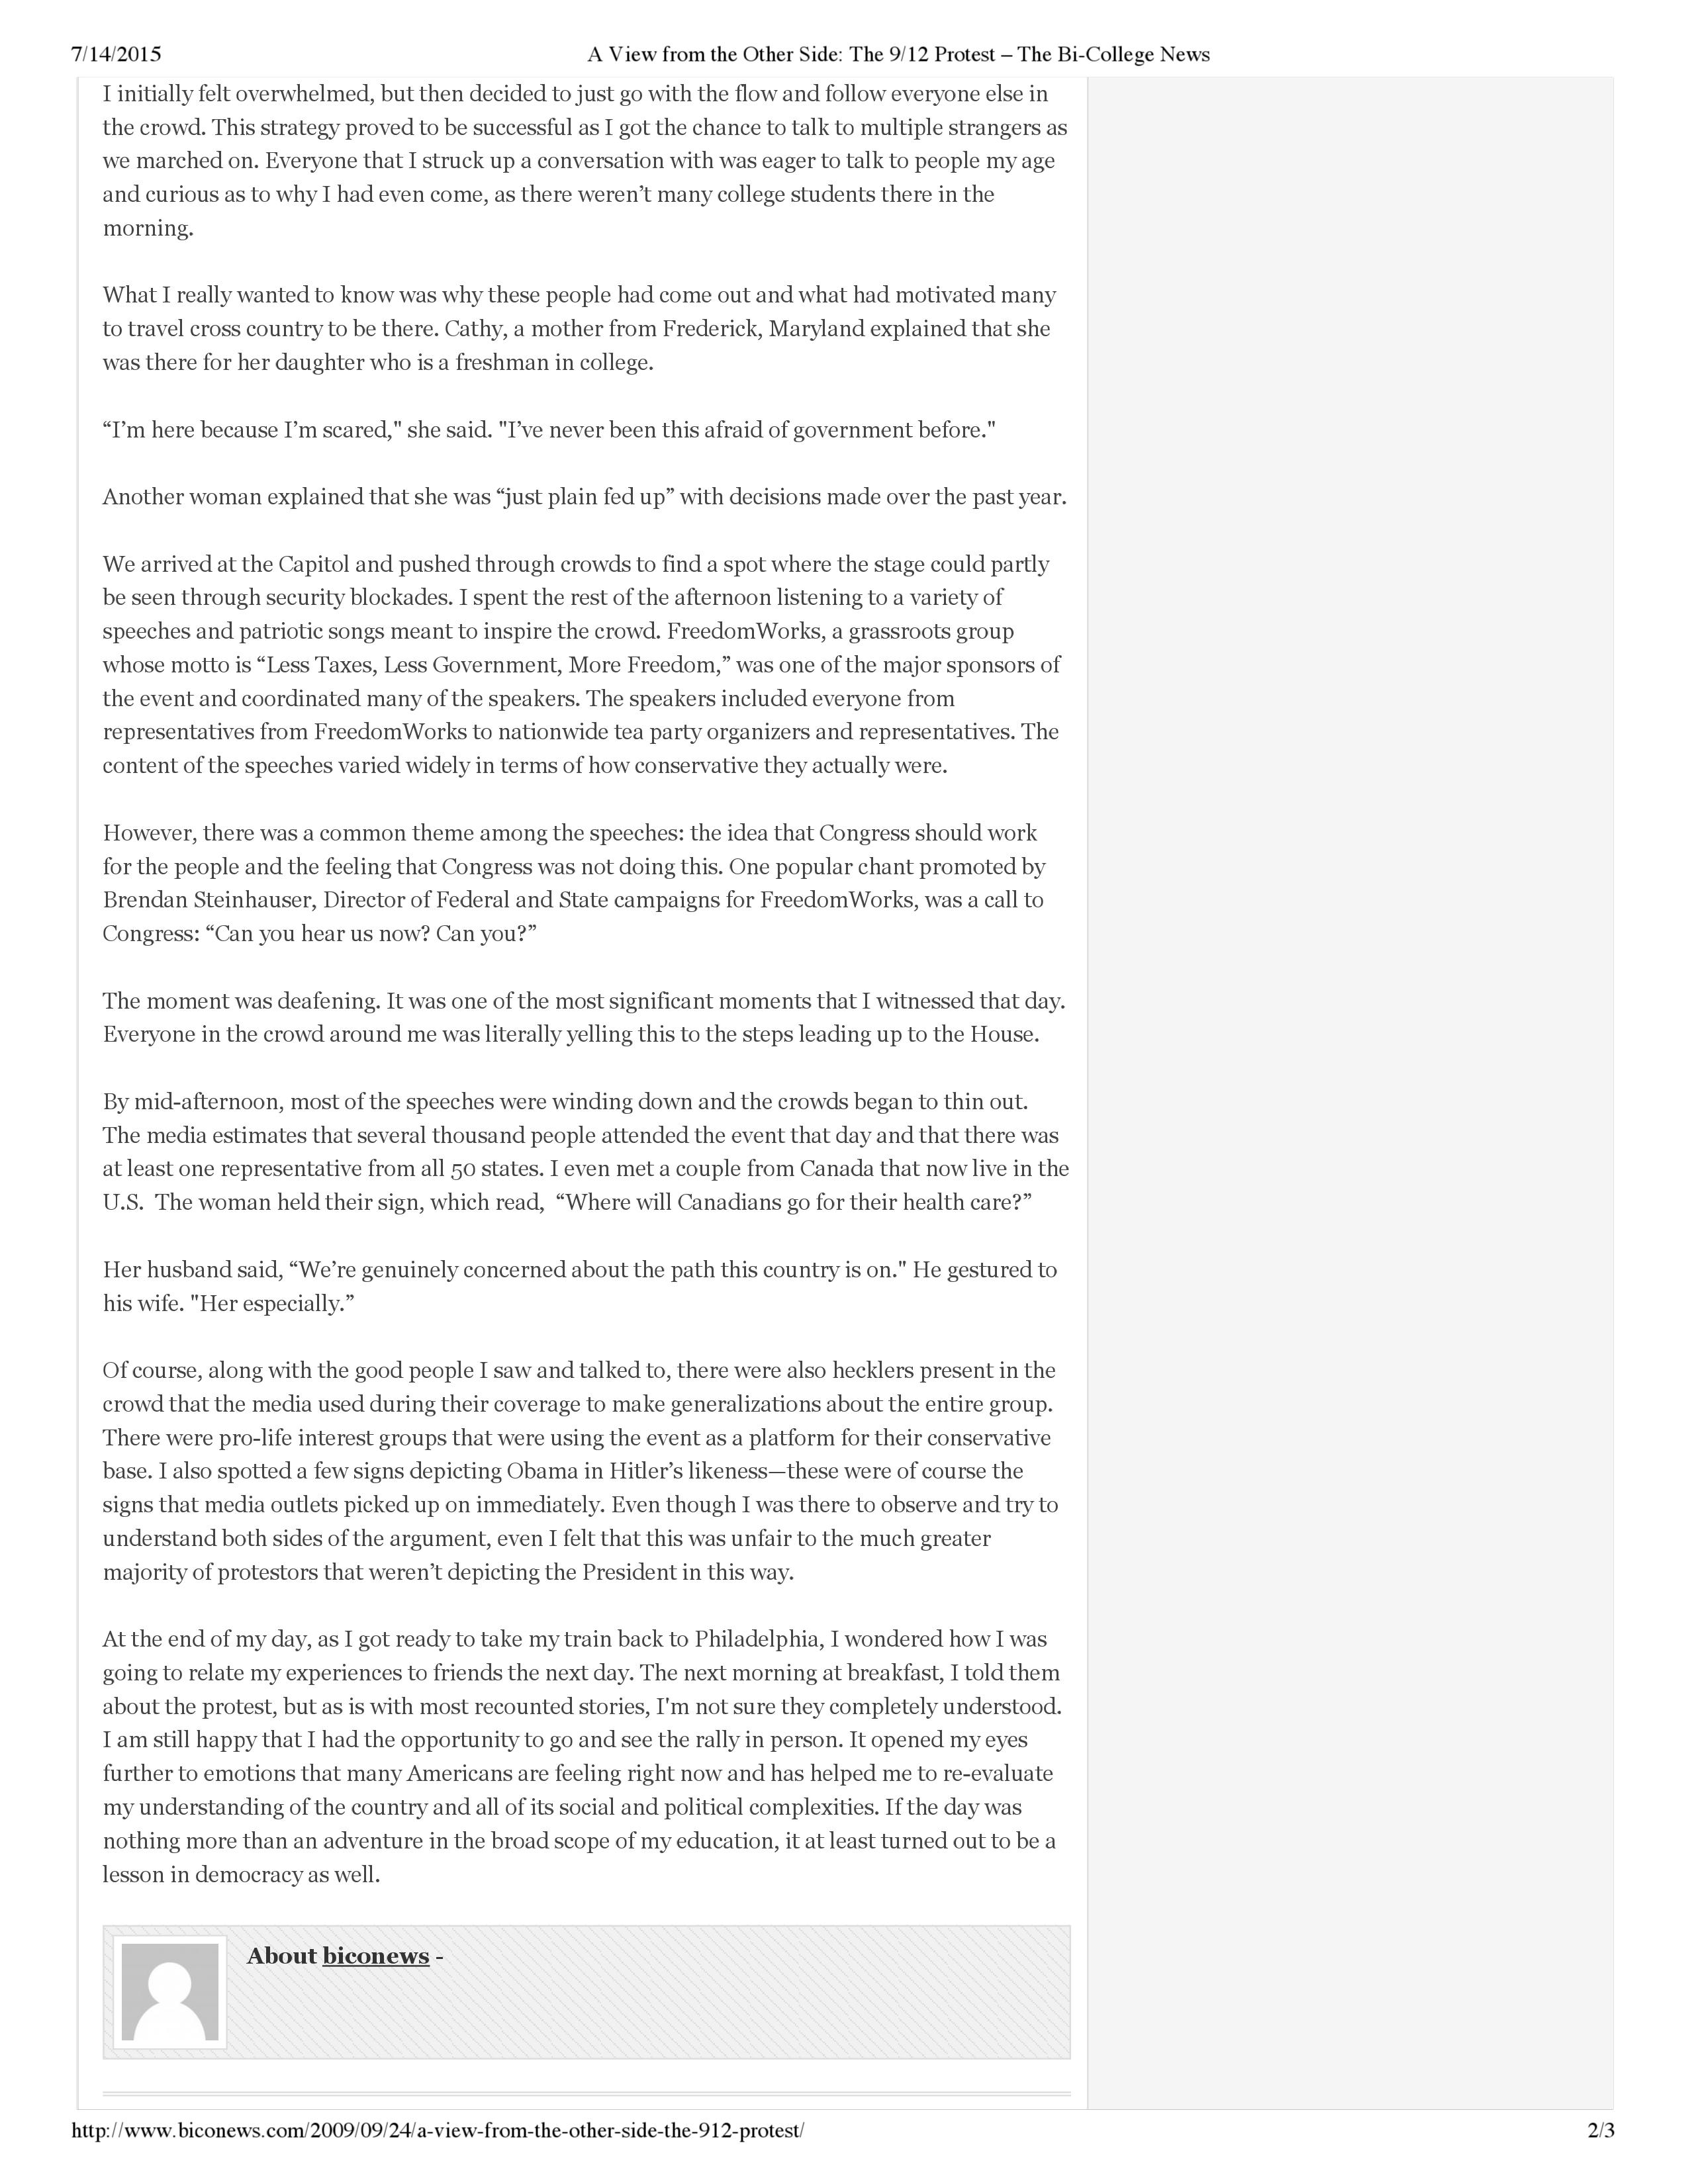 7/14/2015 A View from the Other Side: The 9/12 Protest – The Bi-College News
I initially felt overwhelmed, but then decided to just go with the flow and follow everyone else in
the crowd. This strategy proved to be successful as I got the chance to talk to multiple strangers as
we marched on. Everyone that I struck up a conversation with was eager to talk to people my age
and curious as to why I had even come, as there weren’t many college students there in the
morning.
What I really wanted to know was why these people had come out and what had motivated many
to travel cross country to be there. Cathy, a mother from Frederick, Maryland explained that she
was there for her daughter who is a freshman in college.
“I’m here because I’m scared," she said. "I’ve never been this afraid of government before."
Another woman explained that she was “just plain fed up” with decisions made over the past year.
We arrived at the Capitol and pushed through crowds to find a spot where the stage could partly
be seen through security blockades. I spent the rest of the afternoon listening to a variety of
speeches and patriotic songs meant to inspire the crowd. FreedomWorks, a grassroots group
whose motto is “Less Taxes, Less Government, More Freedom,” was one of the major sponsors of
the event and coordinated many of the speakers. The speakers included everyone from
representatives from FreedomWorks to nationwide tea party organizers and representatives. The
content of the speeches varied widely in terms of how conservative they actually were.
However, there was a common theme among the speeches: the idea that Congress should work
for the people and the feeling that Congress was not doing this. One popular chant promoted by
Brendan Steinhauser, Director of Federal and State campaigns for FreedomWorks, was a call to
Congress: “Can you hear us now? Can you?”
The moment was deafening. It was one of the most significant moments that I witnessed that day.
Everyone in the crowd around me was literally yelling this to the steps leading up to the House.
By mid-afternoon, most of the speeches were winding down and the crowds began to thin out.
The media estimates that several thousand people attended the event that day and that there was
at least one representative from all 50 states. I even met a couple from Canada that now live in the
U.S.  The woman held their sign, which read,  “Where will Canadians go for their health care?”
Her husband said, “We’re genuinely concerned about the path this country is on." He gestured to
his wife. "Her especially.”
Of course, along with the good people I saw and talked to, there were also hecklers present in the
crowd that the media used during their coverage to make generalizations about the entire group.
There were pro-life interest groups that were using the event as a platform for their conservative
base. I also spotted a few signs depicting Obama in Hitler’s likeness—these were of course the
signs that media outlets picked up on immediately. Even though I was there to observe and try to
understand both sides of the argument, even I felt that this was unfair to the much greater
majority of protestors that weren’t depicting the President in this way.
At the end of my day, as I got ready to take my train back to Philadelphia, I wondered how I was
going to relate my experiences to friends the next day. The next morning at breakfast, I told them
about the protest, but as is with most recounted stories, I'm not sure they completely understood.
I am still happy that I had the opportunity to go and see the rally in person. It opened my eyes
further to emotions that many Americans are feeling right now and has helped me to re-evaluate
my understanding of the country and all of its social and political complexities. If the day was
nothing more than an adventure in the broad scope of my education, it at least turned out to be a
lesson in democracy as well.
About biconews -
http://www.biconews.com/2009/09/24/a-view-from-the-other-side-the-912-protest/ 2/3